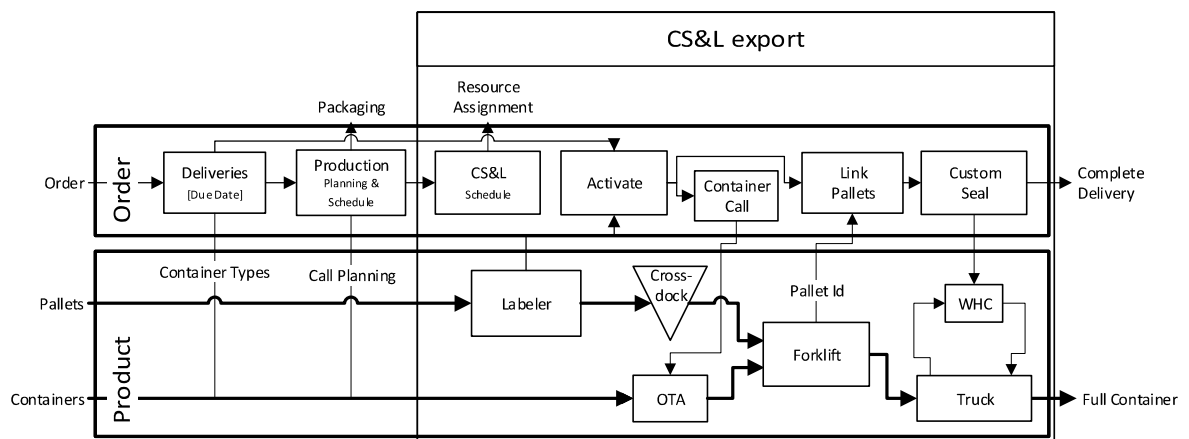 CS&L export
Resource
Assignment
Packaging
Order
Order
Deliveries
[Due Date]
Production
Planning &
Schedule
CS&L
Schedule
Activate
Container
Call
Link
Pallets
Custom
Seal
Complete
Delivery
Product
Container Types
Call Planning
Pallets
Labeler
Cross-
dock
Pallet Id
WHC
Forklift
Containers
OTA
Truck
Full Container